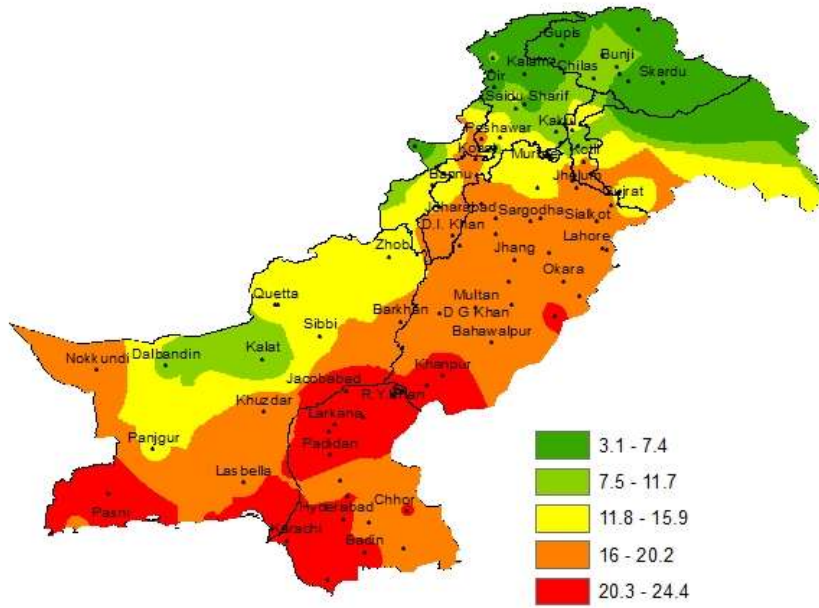 Gupis
Bunji
Kalam
Chilas
Skardu
Dir
Saidu Sharif
Peshawar
Kotli
Bannu
Jhelum
Gujrat
Joharabad
Sargodha
Sialkot
D.I. Khan
Lahore
Zhob
Jhang
Okara
Quetta
Multan
Barkhan
D G Khan
Sibbi
Bahawalpur
Nokkundi
Dalbandin
Kalat
Khanpur
Jacobabad
R.Y.Khan
Khuzdar
Larkana
Panjgur
Padidan
Lasbella
Chhor
Pasni
Hyderabad
Karachi
Badin
3.1 - 7.4
7.5 - 11.7
11.8 - 15.9
16 - 20.2
20.3 - 24.4